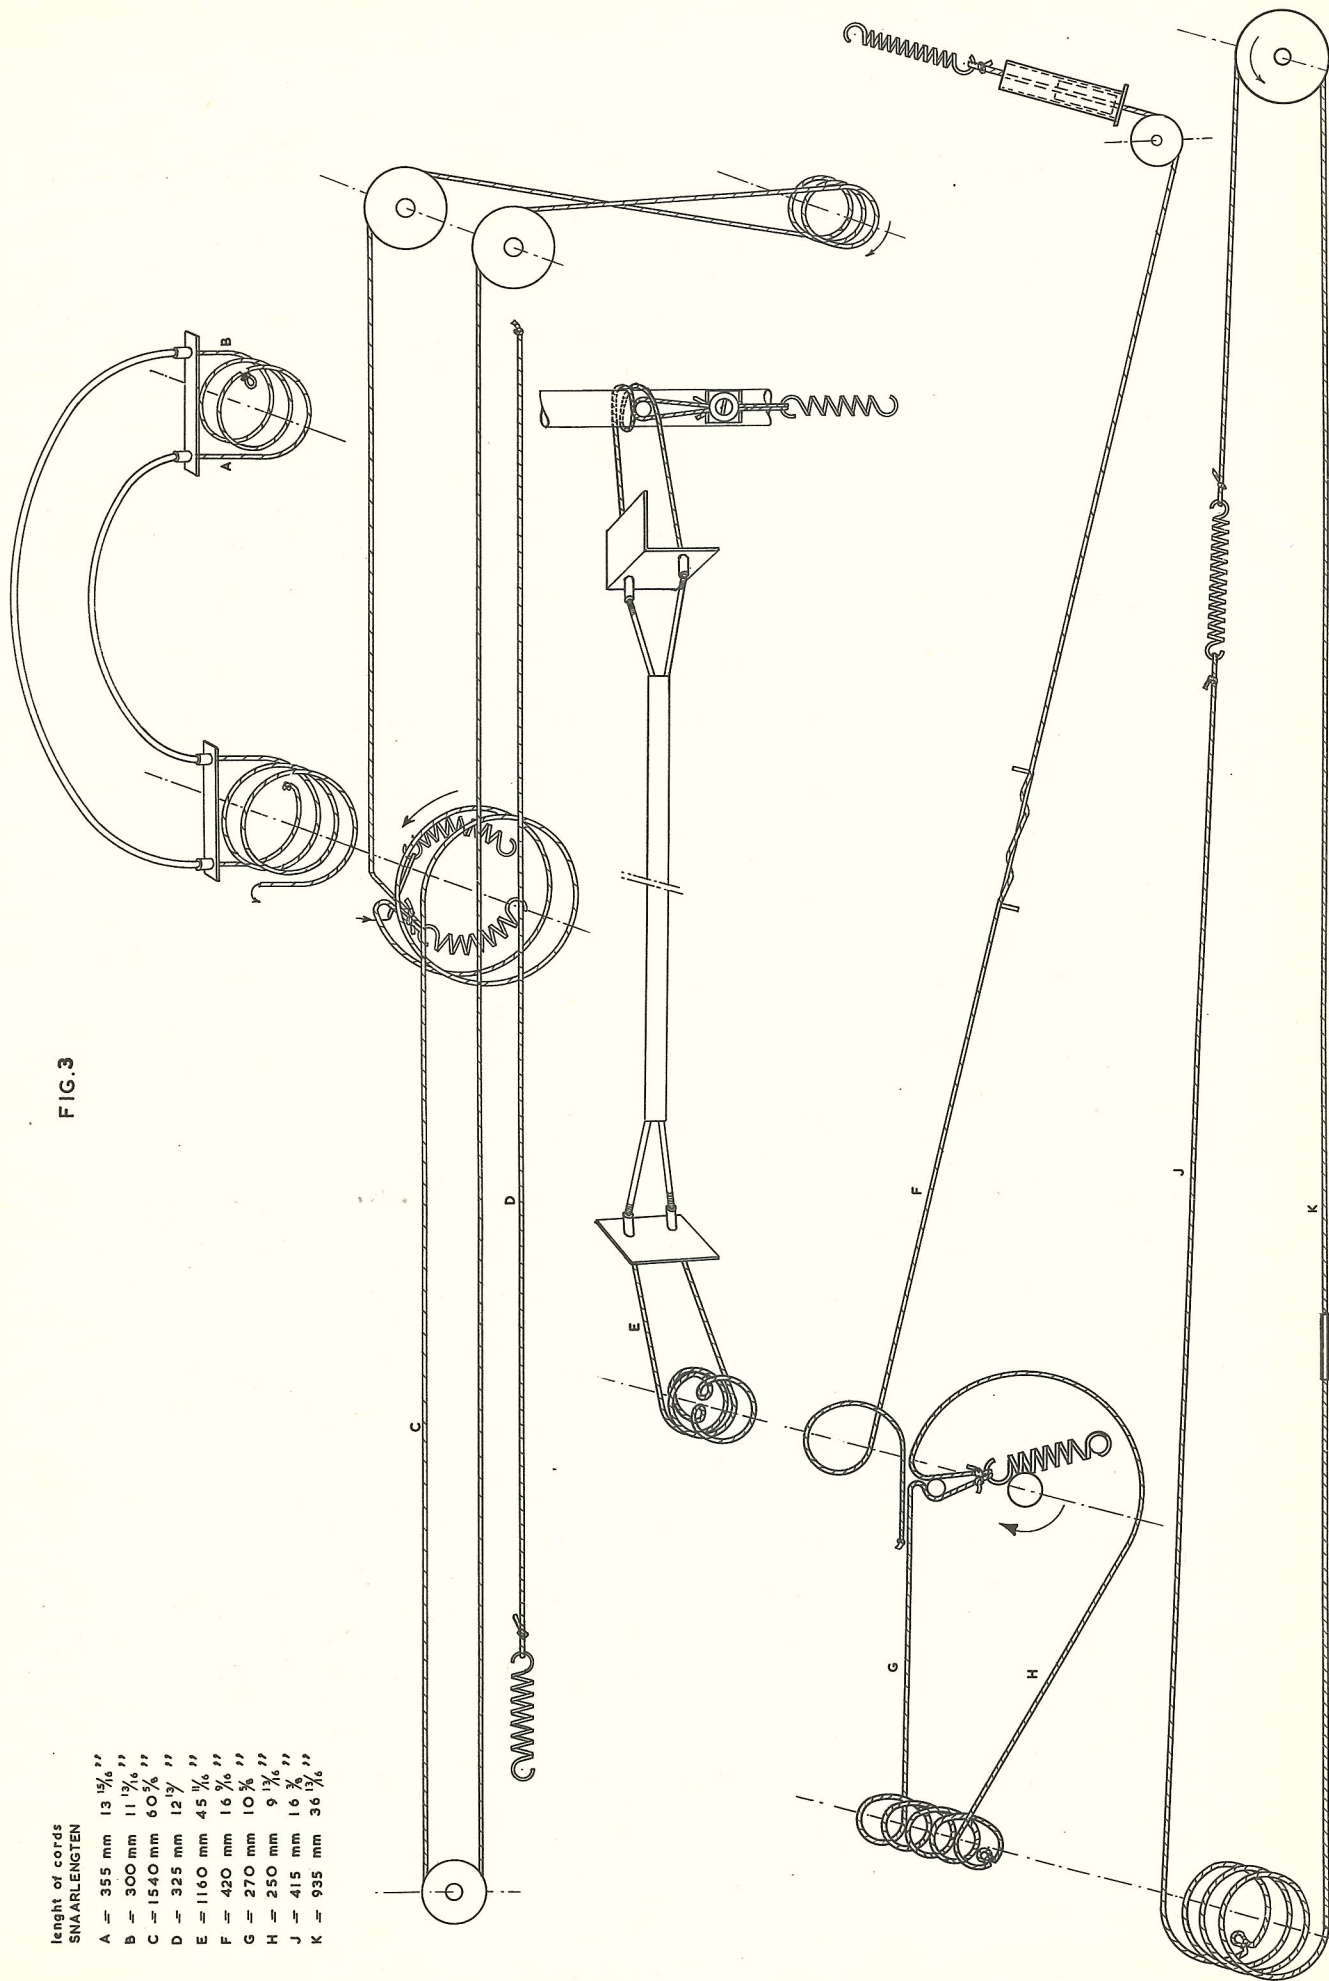 FIG.3
lenght of cords
SNAARLENGTEN
A = 355 mm 13 15/16 ”
B = 300 mm 11 13/16 ”
C = 1540 mm 60 5/8 ”
D = 325 mm 12 13/ ”
E = 1160 mm 45 11/16 ”
F = 420 mm 16 9/16 ”
G = 270 mm 10 5/8 ”
H = 250 mm 9 13/16 ”
J = 415 mm 16 3/8 ”
K = 935 mm 36 13/16 ”
A
B
C
D
E
F
G
H
J
K